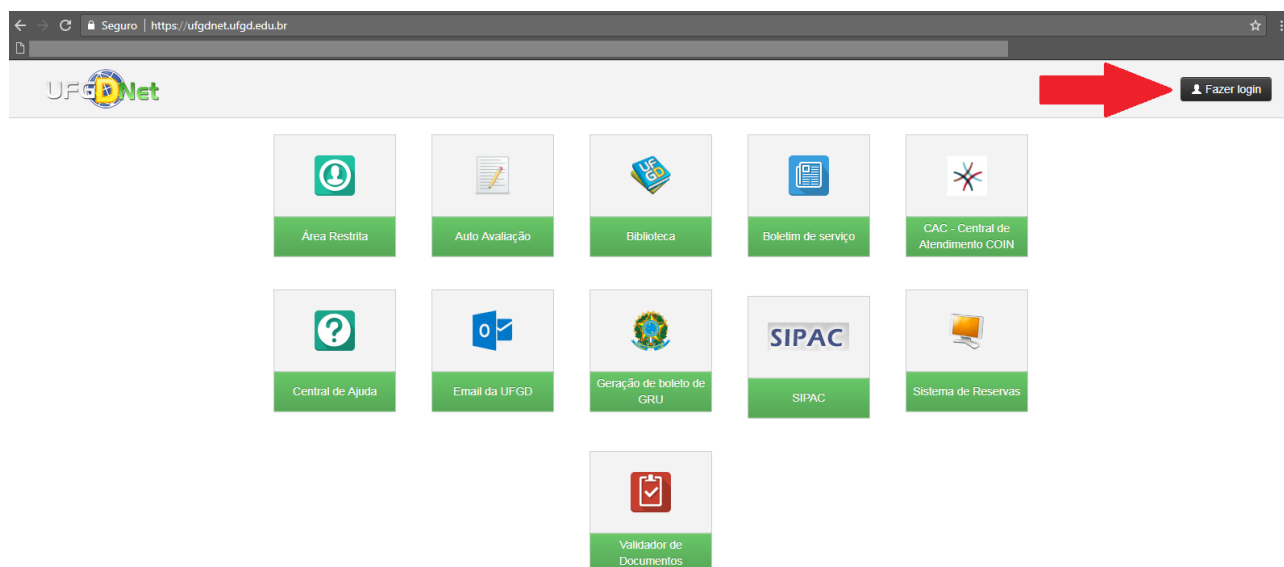 Seguro | https://ufgdnet.ufgd.edu.br
UFGDNet
Fazer login
UFGD
Área Restrita
Auto Avaliação
Biblioteca
Boletim de serviço
CAC - Central de
Atendimento COIN
SIPAC
Central de Ajuda
Email da UFGD
Geração de boleto de
GRU
SIPAC
Sistema de Reservas
Validador de
Documentos